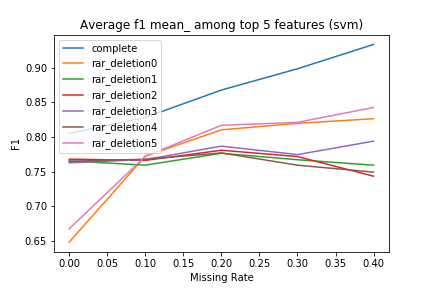 Average f1 mean_ among top 5 features (svm)
complete
rar_deletion0
rar_deletion1
rar_deletion2
rar_deletion3
rar_deletion4
rar_deletion5
F1
0.90
0.85
0.80
0.75
0.70
0.65
0.00 0.05 0.10 0.15 0.20 0.25 0.30 0.35 0.40
Missing Rate